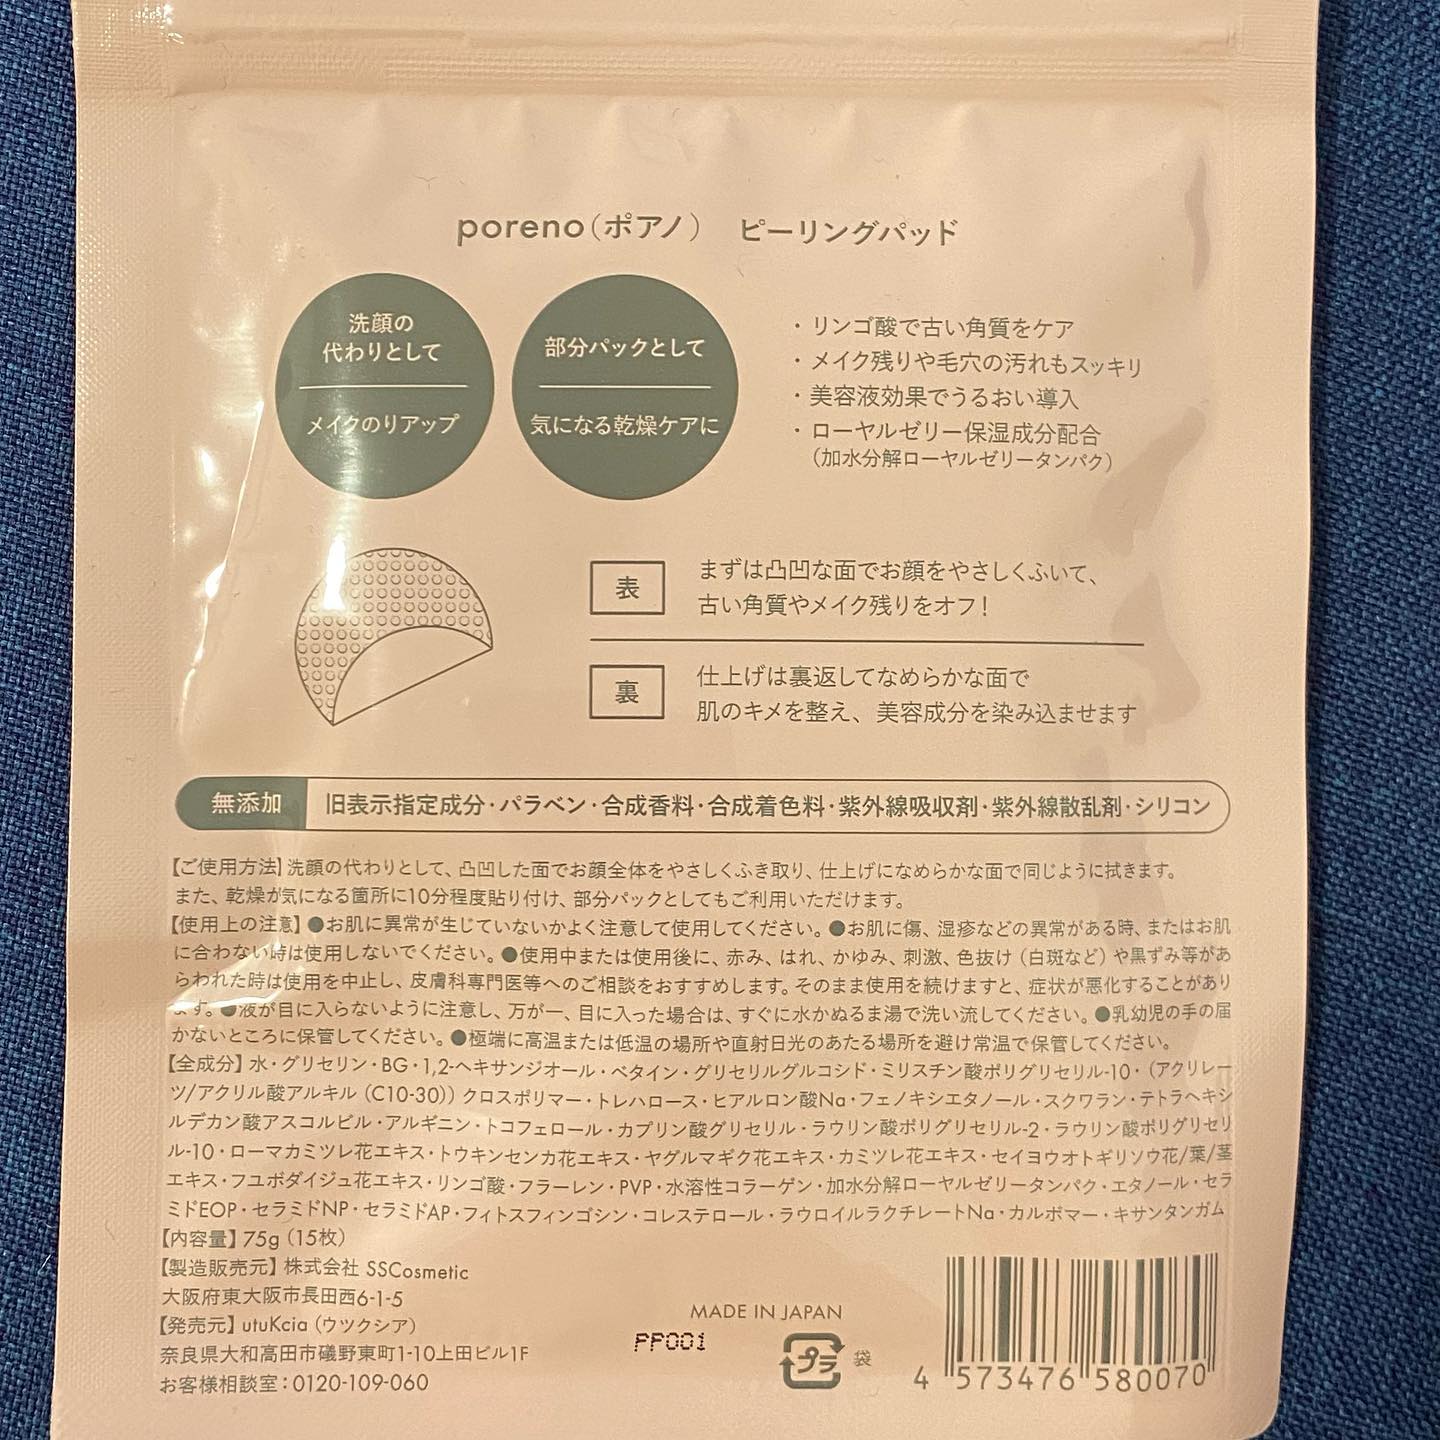 poreno（ポアノ） ピーリングパッド
洗顔の
代わりとして
メイクのりアップ
部分パックとして
気になる乾燥ケアに
・リンゴ酸で古い角質をケア
・メイク残りや毛穴の汚れもスッキリ
・美容液効果でうるおい導入
・ローヤルゼリー保湿成分配合
（加水分解ローヤルゼリータンパク）
表
まずは凸凹な面でお顔をやさしくふいて、
古い角質やメイク残りをオフ！
裏
仕上げは裏返してなめらかな面で
肌のキメを整え、美容成分を染み込ませます
無添加 旧表示指定成分・パラベン・合成香料・合成着色料・紫外線吸収剤・紫外線散乱剤・シリコン
【ご使用方法】洗顔の代わりとして、凸凹した面でお顔全体をやさしくふき取り、仕上げになめらかな面で同じように拭きます。
また、乾燥が気になる箇所に10分程度貼り付け、部分パックとしてもご利用いただけます。
【使用上の注意】●お肌に異常が生じていないかよく注意して使用してください。●お肌に傷、湿疹などの異常がある時、またはお肌
に合わない時は使用しないでください。●使用中または使用後に、赤み、はれ、かゆみ、刺激、色抜け（白斑など）や黒ずみ等があ
らわれた時は使用を中止し、皮膚科専門医等へのご相談をおすすめします。そのまま使用を続けますと、症状が悪化することがあり
ます。●液が目に入らないように注意し、万が一、目に入った場合は、すぐに水かぬるま湯で洗い流してください。●乳幼児の手の届
かないところに保管してください。●極端に高温または低温の場所や直射日光のあたる場所を避け常温で保管してください。
【全成分】水・グリセリン・BG・1,2-ヘキサンジオール・ベタイン・グリセリルグルコシド・ミリスチン酸ポリグリセリル-10・（アクリレー
ツ/アクリル酸アルキル（C10-30））クロスポリマー・トレハロース・ヒアルロン酸Na・フェノキシエタノール・スクワラン・テトラヘキシ
ルデカン酸アスコルビル・アルギニン・トコフェロール・カプリン酸グリセリル・ラウリン酸ポリグリセリル-2・ラウリン酸ポリグリセリ
ル-10・ローマカミツレ花エキス・トウキンセンカ花エキス・ヤグルマギク花エキス・カミツレ花エキス・セイヨウオトギリソウ花/葉/茎
エキス・フユボダイジュ花エキス・リンゴ酸・フラーレン・PVP・水溶性コラーゲン・加水分解ローヤルゼリータンパク・エタノール・セラ
ミドEOP・セラミドNP・セラミドAP・フィトスフィンゴシン・コレステロール・ラウロイルラクチレートNa・カルボマー・キサンタンガム
【内容量】75g（15枚）
【製造販売元】株式会社 SSCosmetic
大阪府東大阪市長田西6-1-5
【発売元】utuKcia（ウツクシア）
奈良県大和高田市礒野東町1-10上田ビル1F
お客様相談室：0120-109-060
MADE IN JAPAN
PP001
プラ 袋
4 573476 580070